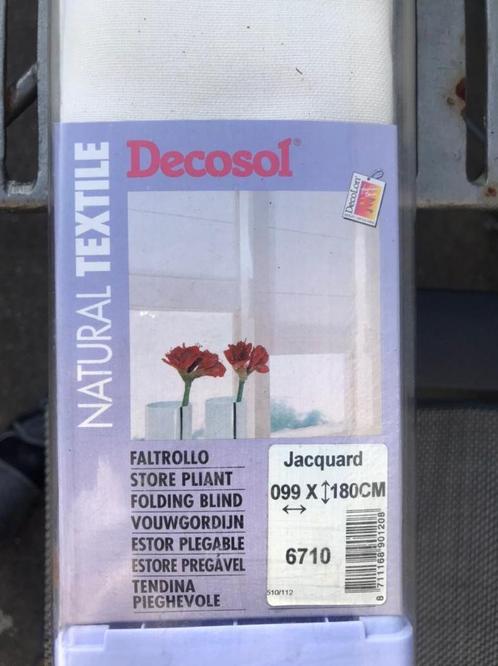 NATURAL TEXTILE
Decosol®
Decolent
FALTROLLO
STORE PLIANT
FOLDING BLIND
VOUWGORDIJN
ESTOR PLEGABLE
ESTORE PREGÁVEL
TENDINA
PIEGHEVOLE
Jacquard
099 X ↕180CM
↔
6710
8 711168 901208
510/112